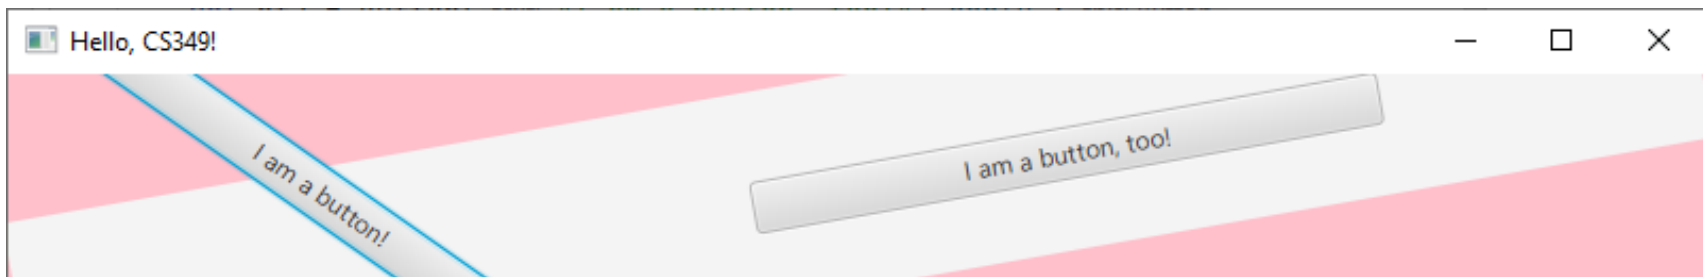 Hello, CS349!
I am a button!
I am a button, too!